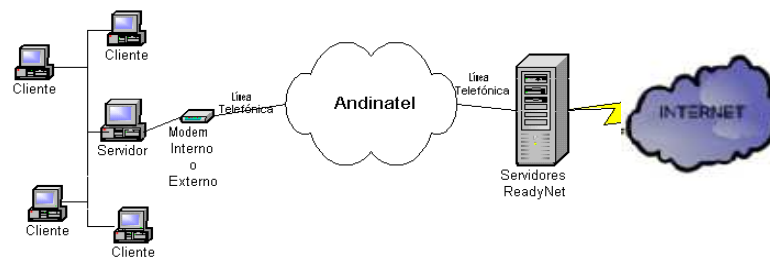 Cliente
Cliente
Servidor
Cliente
Cliente
Modem
Interno
o
Externo
Línea
Telefónica
Andinatel
Línea
Telefónica
Servidores
ReadyNet
INTERNET